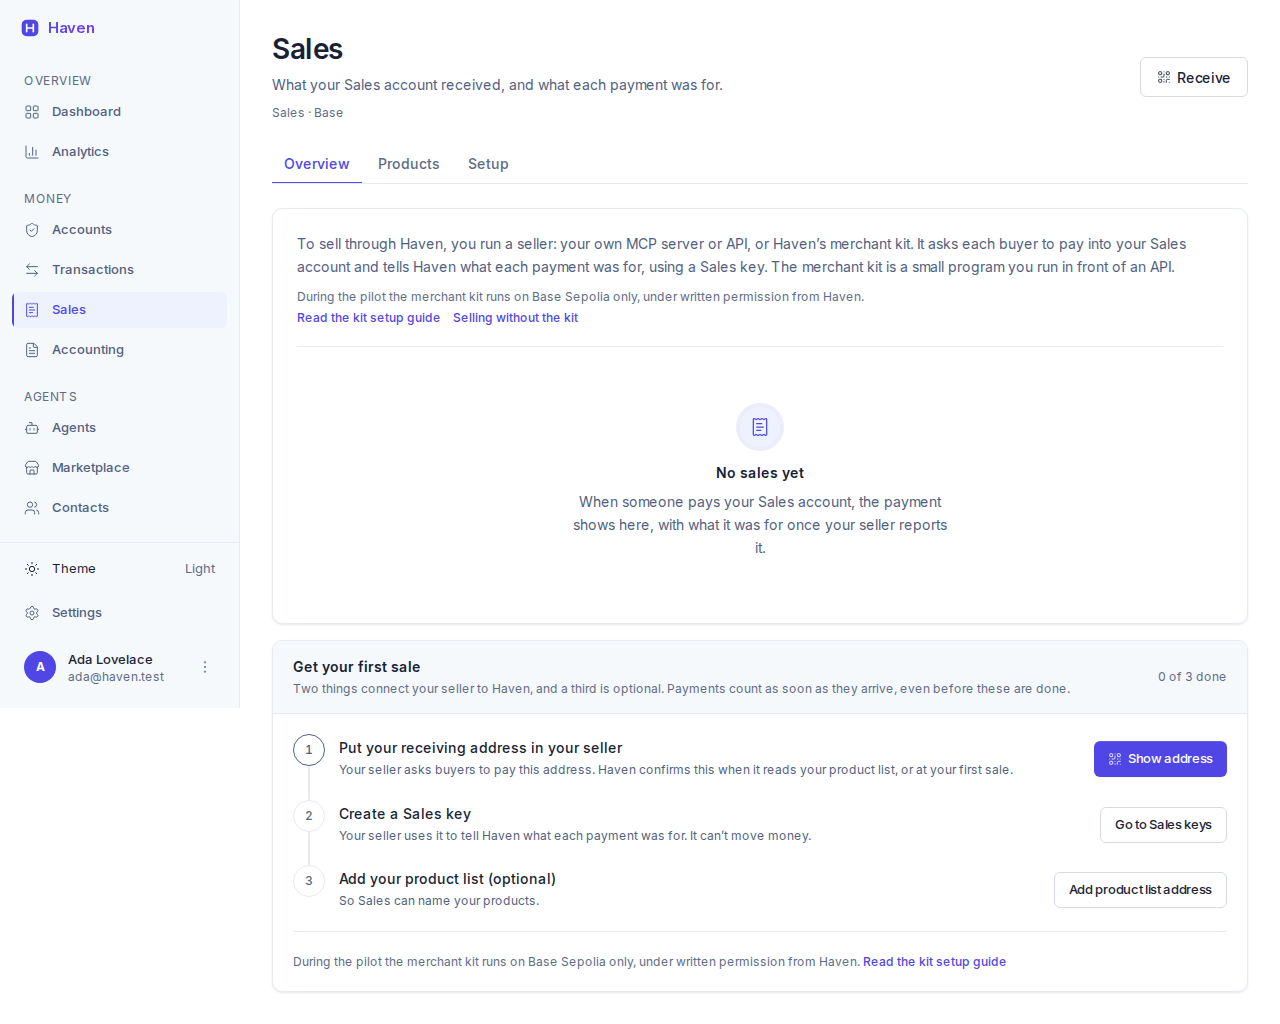 Haven
OVERVIEW
Dashboard
Analytics
MONEY
Accounts
Transactions
Sales
Accounting
AGENTS
Agents
Marketplace
Contacts
Theme Light
Settings
A
Ada Lovelace
ada@haven.test
Sales
What your Sales account received, and what each payment was for.
Sales · Base
Receive
Overview Products Setup
To sell through Haven, you run a seller: your own MCP server or API, or Haven’s merchant kit. It asks each buyer to pay into your Sales
account and tells Haven what each payment was for, using a Sales key. The merchant kit is a small program you run in front of an API.
During the pilot the merchant kit runs on Base Sepolia only, under written permission from Haven.
Read the kit setup guide Selling without the kit
No sales yet
When someone pays your Sales account, the payment
shows here, with what it was for once your seller reports
it.
Get your first sale
Two things connect your seller to Haven, and a third is optional. Payments count as soon as they arrive, even before these are done.
0 of 3 done
1
Put your receiving address in your seller
Your seller asks buyers to pay this address. Haven confirms this when it reads your product list, or at your first sale.
Show address
2
Create a Sales key
Your seller uses it to tell Haven what each payment was for. It can’t move money.
Go to Sales keys
3
Add your product list (optional)
So Sales can name your products.
Add product list address
During the pilot the merchant kit runs on Base Sepolia only, under written permission from Haven. Read the kit setup guide